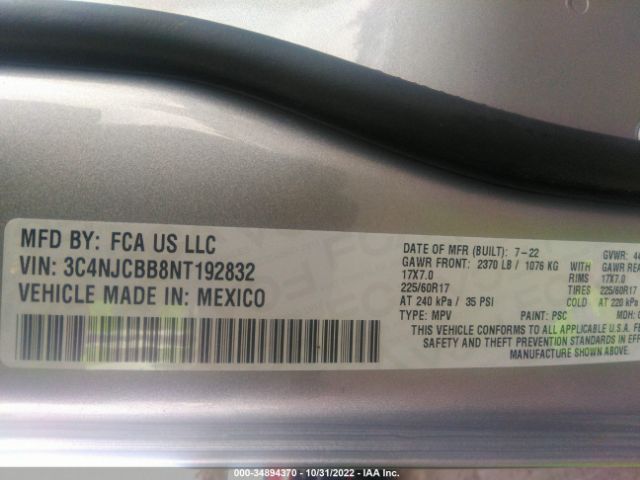 MFD BY: FCA US LLC
VIN: 3C4NJCBB8NT192832
VEHICLE MADE IN: MEXICO
DATE OF MFR (BUILT): 7-22 GVWR:
GAWR FRONT: 2370 LB / 1076 KG WITH GAWR
17X7.0 RIMS 17X7.0
225/60R17 TIRES 225/60R17
AT 240 kPa / 35 PSI COLD AT 220 kPa
TYPE: MPV PAINT: PSC MDH:
THIS VEHICLE CONFORMS TO ALL APPLICABLE U.S.A.
SAFETY AND THEFT PREVENTION STANDARDS IN
MANUFACTURE SHOWN ABOVE.
000-34894370 - 10/31/2022 - IAA Inc.